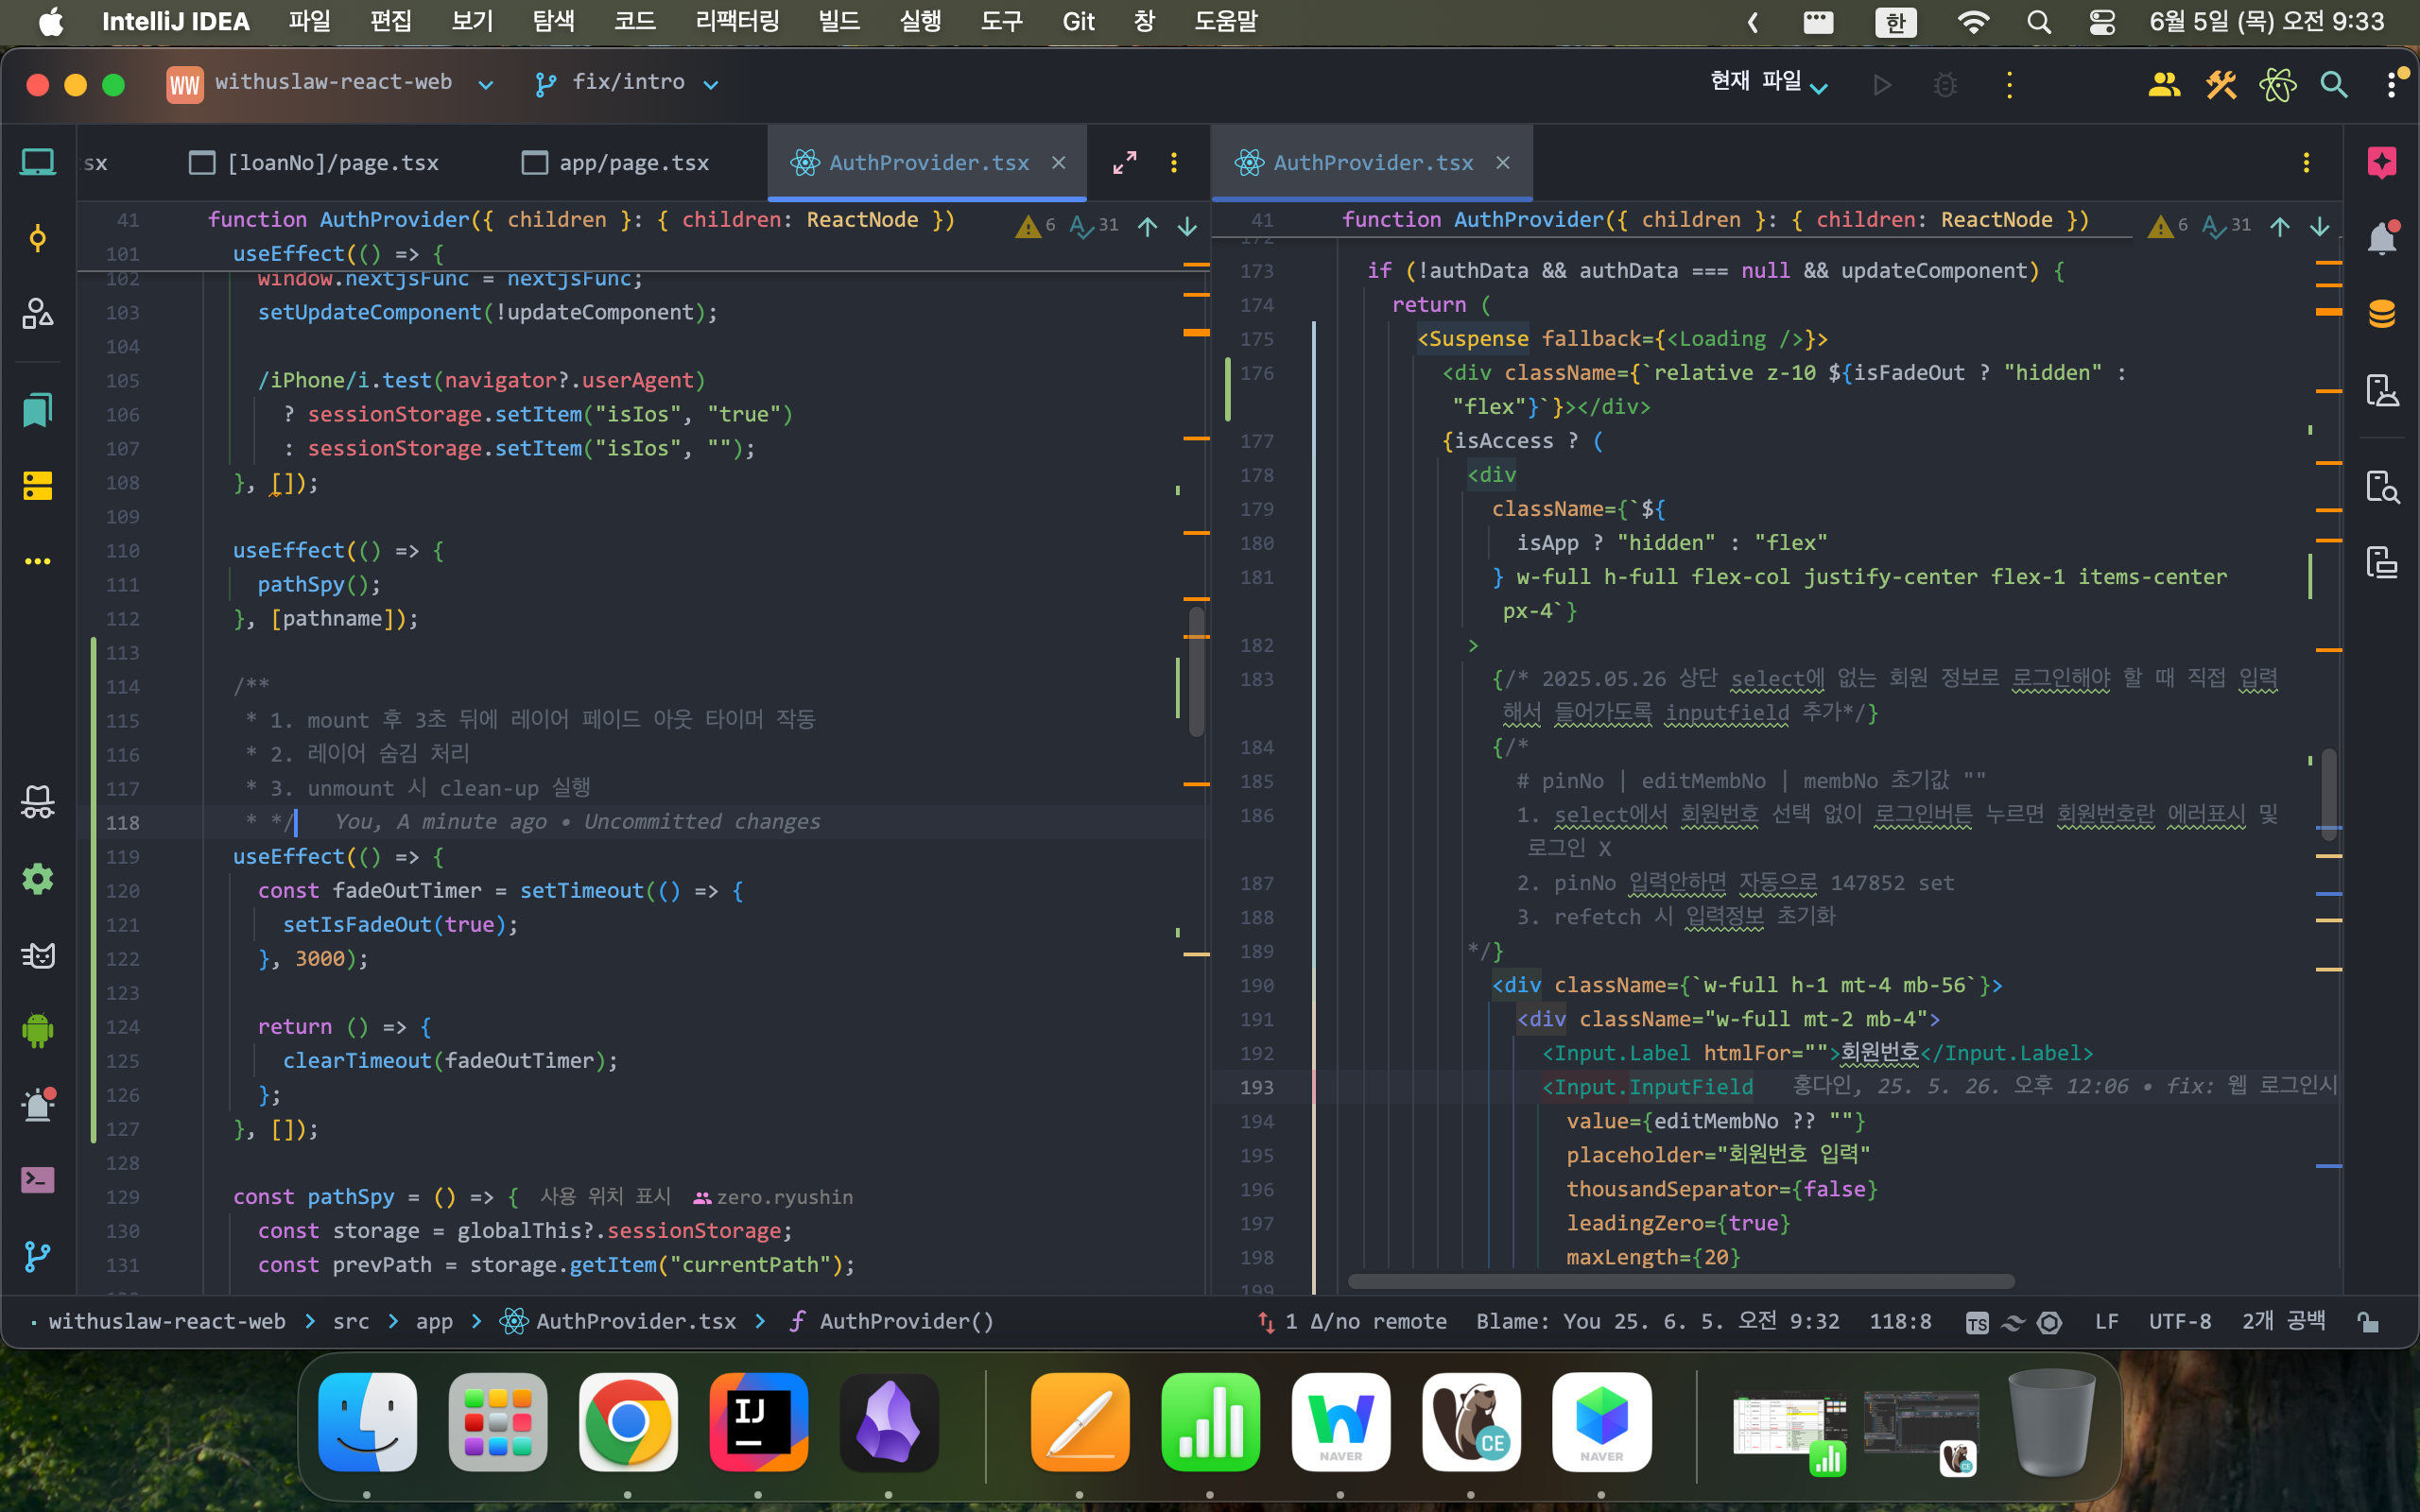 IntelliJ IDEA 파일 편집 보기 탐색 코드 리팩터링 빌드 실행 도구 Git 창 도움말 한 6월 5일 (목) 오전 9:33
WW withuslaw-react-web fix/intro 현재 파일
sx [loanNo]/page.tsx app/page.tsx AuthProvider.tsx
41 function AuthProvider({ children }: { children: ReactNode }) 6 31
101 useEffect(() => {
102 window.nextjsFunc = nextjsFunc;
103 setUpdateComponent(!updateComponent);
104
105 /iPhone/i.test(navigator?.userAgent)
106 ? sessionStorage.setItem("isIos", "true")
107 : sessionStorage.setItem("isIos", "");
108 }, []);
109
110 useEffect(() => {
111 pathSpy();
112 }, [pathname]);
113
114 /**
115 * 1. mount 후 3초 뒤에 레이어 페이드 아웃 타이머 작동
116 * 2. 레이어 숨김 처리
117 * 3. unmount 시 clean-up 실행
118 * */ You, A minute ago • Uncommitted changes
119 useEffect(() => {
120 const fadeOutTimer = setTimeout(() => {
121 setIsFadeOut(true);
122 }, 3000);
123
124 return () => {
125 clearTimeout(fadeOutTimer);
126 };
127 }, []);
128
129 const pathSpy = () => { 사용 위치 표시 zero.ryushin
130 const storage = globalThis?.sessionStorage;
131 const prevPath = storage.getItem("currentPath");
AuthProvider.tsx
41 function AuthProvider({ children }: { children: ReactNode }) 6 31
172
173 if (!authData && authData === null && updateComponent) {
174 return (
175 <Suspense fallback={<Loading />}>
176 <div className={`relative z-10 ${isFadeOut ? "hidden" :
"flex"}`}></div>
177 {isAccess ? (
178 <div
179 className={`${
180 isApp ? "hidden" : "flex"
181 } w-full h-full flex-col justify-center flex-1 items-center
px-4`}
182 >
183 {/* 2025.05.26 상단 select에 없는 회원 정보로 로그인해야 할 때 직접 입력
해서 들어가도록 inputfield 추가*/}
184 {/*
185 # pinNo | editMembNo | membNo 초기값 ""
186 1. select에서 회원번호 선택 없이 로그인버튼 누르면 회원번호란 에러표시 및
로그인 X
187 2. pinNo 입력안하면 자동으로 147852 set
188 3. refetch 시 입력정보 초기화
189 */}
190 <div className={`w-full h-1 mt-4 mb-56`}>
191 <div className="w-full mt-2 mb-4">
192 <Input.Label htmlFor="">회원번호</Input.Label>
193 <Input.InputField 홍다인, 25. 5. 26. 오후 12:06 • fix: 웹 로그인시
194 value={editMembNo ?? ""}
195 placeholder="회원번호 입력"
196 thousandSeparator={false}
197 leadingZero={true}
198 maxLength={20}
199
withuslaw-react-web > src > app > AuthProvider.tsx > f AuthProvider() 1 Δ/no remote Blame: You 25. 6. 5. 오전 9:32 118:8 TS LF UTF-8 2개 공백
IJ NAVER CE NAVER CE